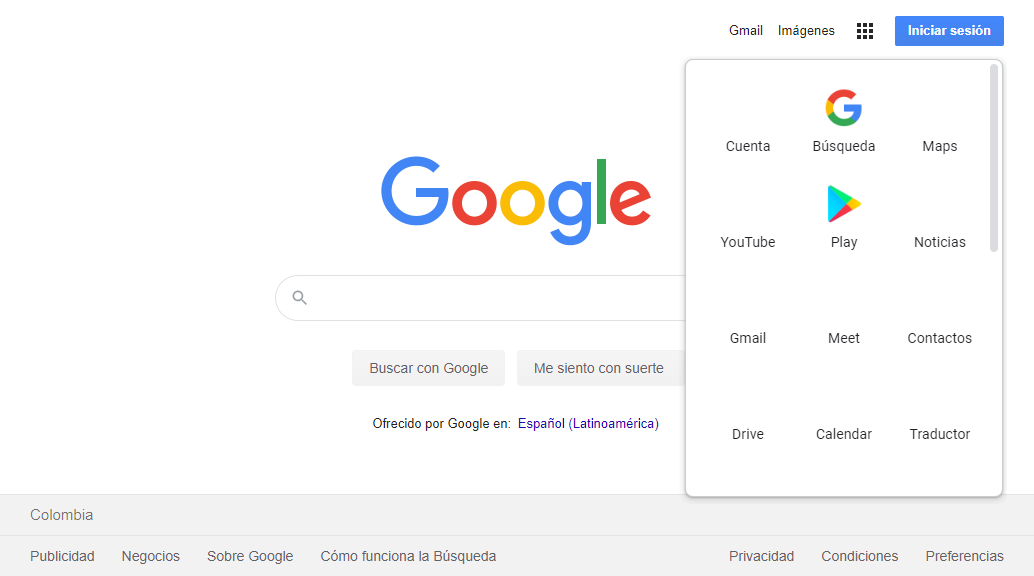 Gmail Imágenes Iniciar sesión
Cuenta Búsqueda Maps
Google
YouTube Play Noticias
Gmail Meet Contactos
Buscar con Google Me siento con suerte
Ofrecido por Google en: Español (Latinoamérica)
Drive Calendar Traductor
Colombia
Publicidad Negocios Sobre Google Cómo funciona la Búsqueda Privacidad Condiciones Preferencias